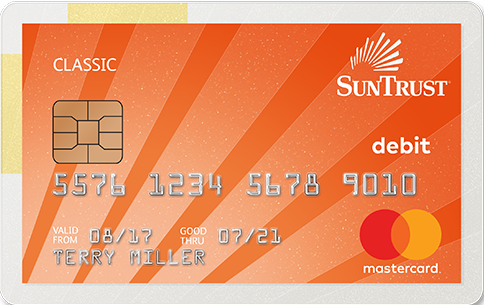 CLASSIC
SUNTRUST
debit
5576 1234 5678 9010
VALID FROM 08/17 GOOD THRU 07/21
TERRY MILLER
mastercard.